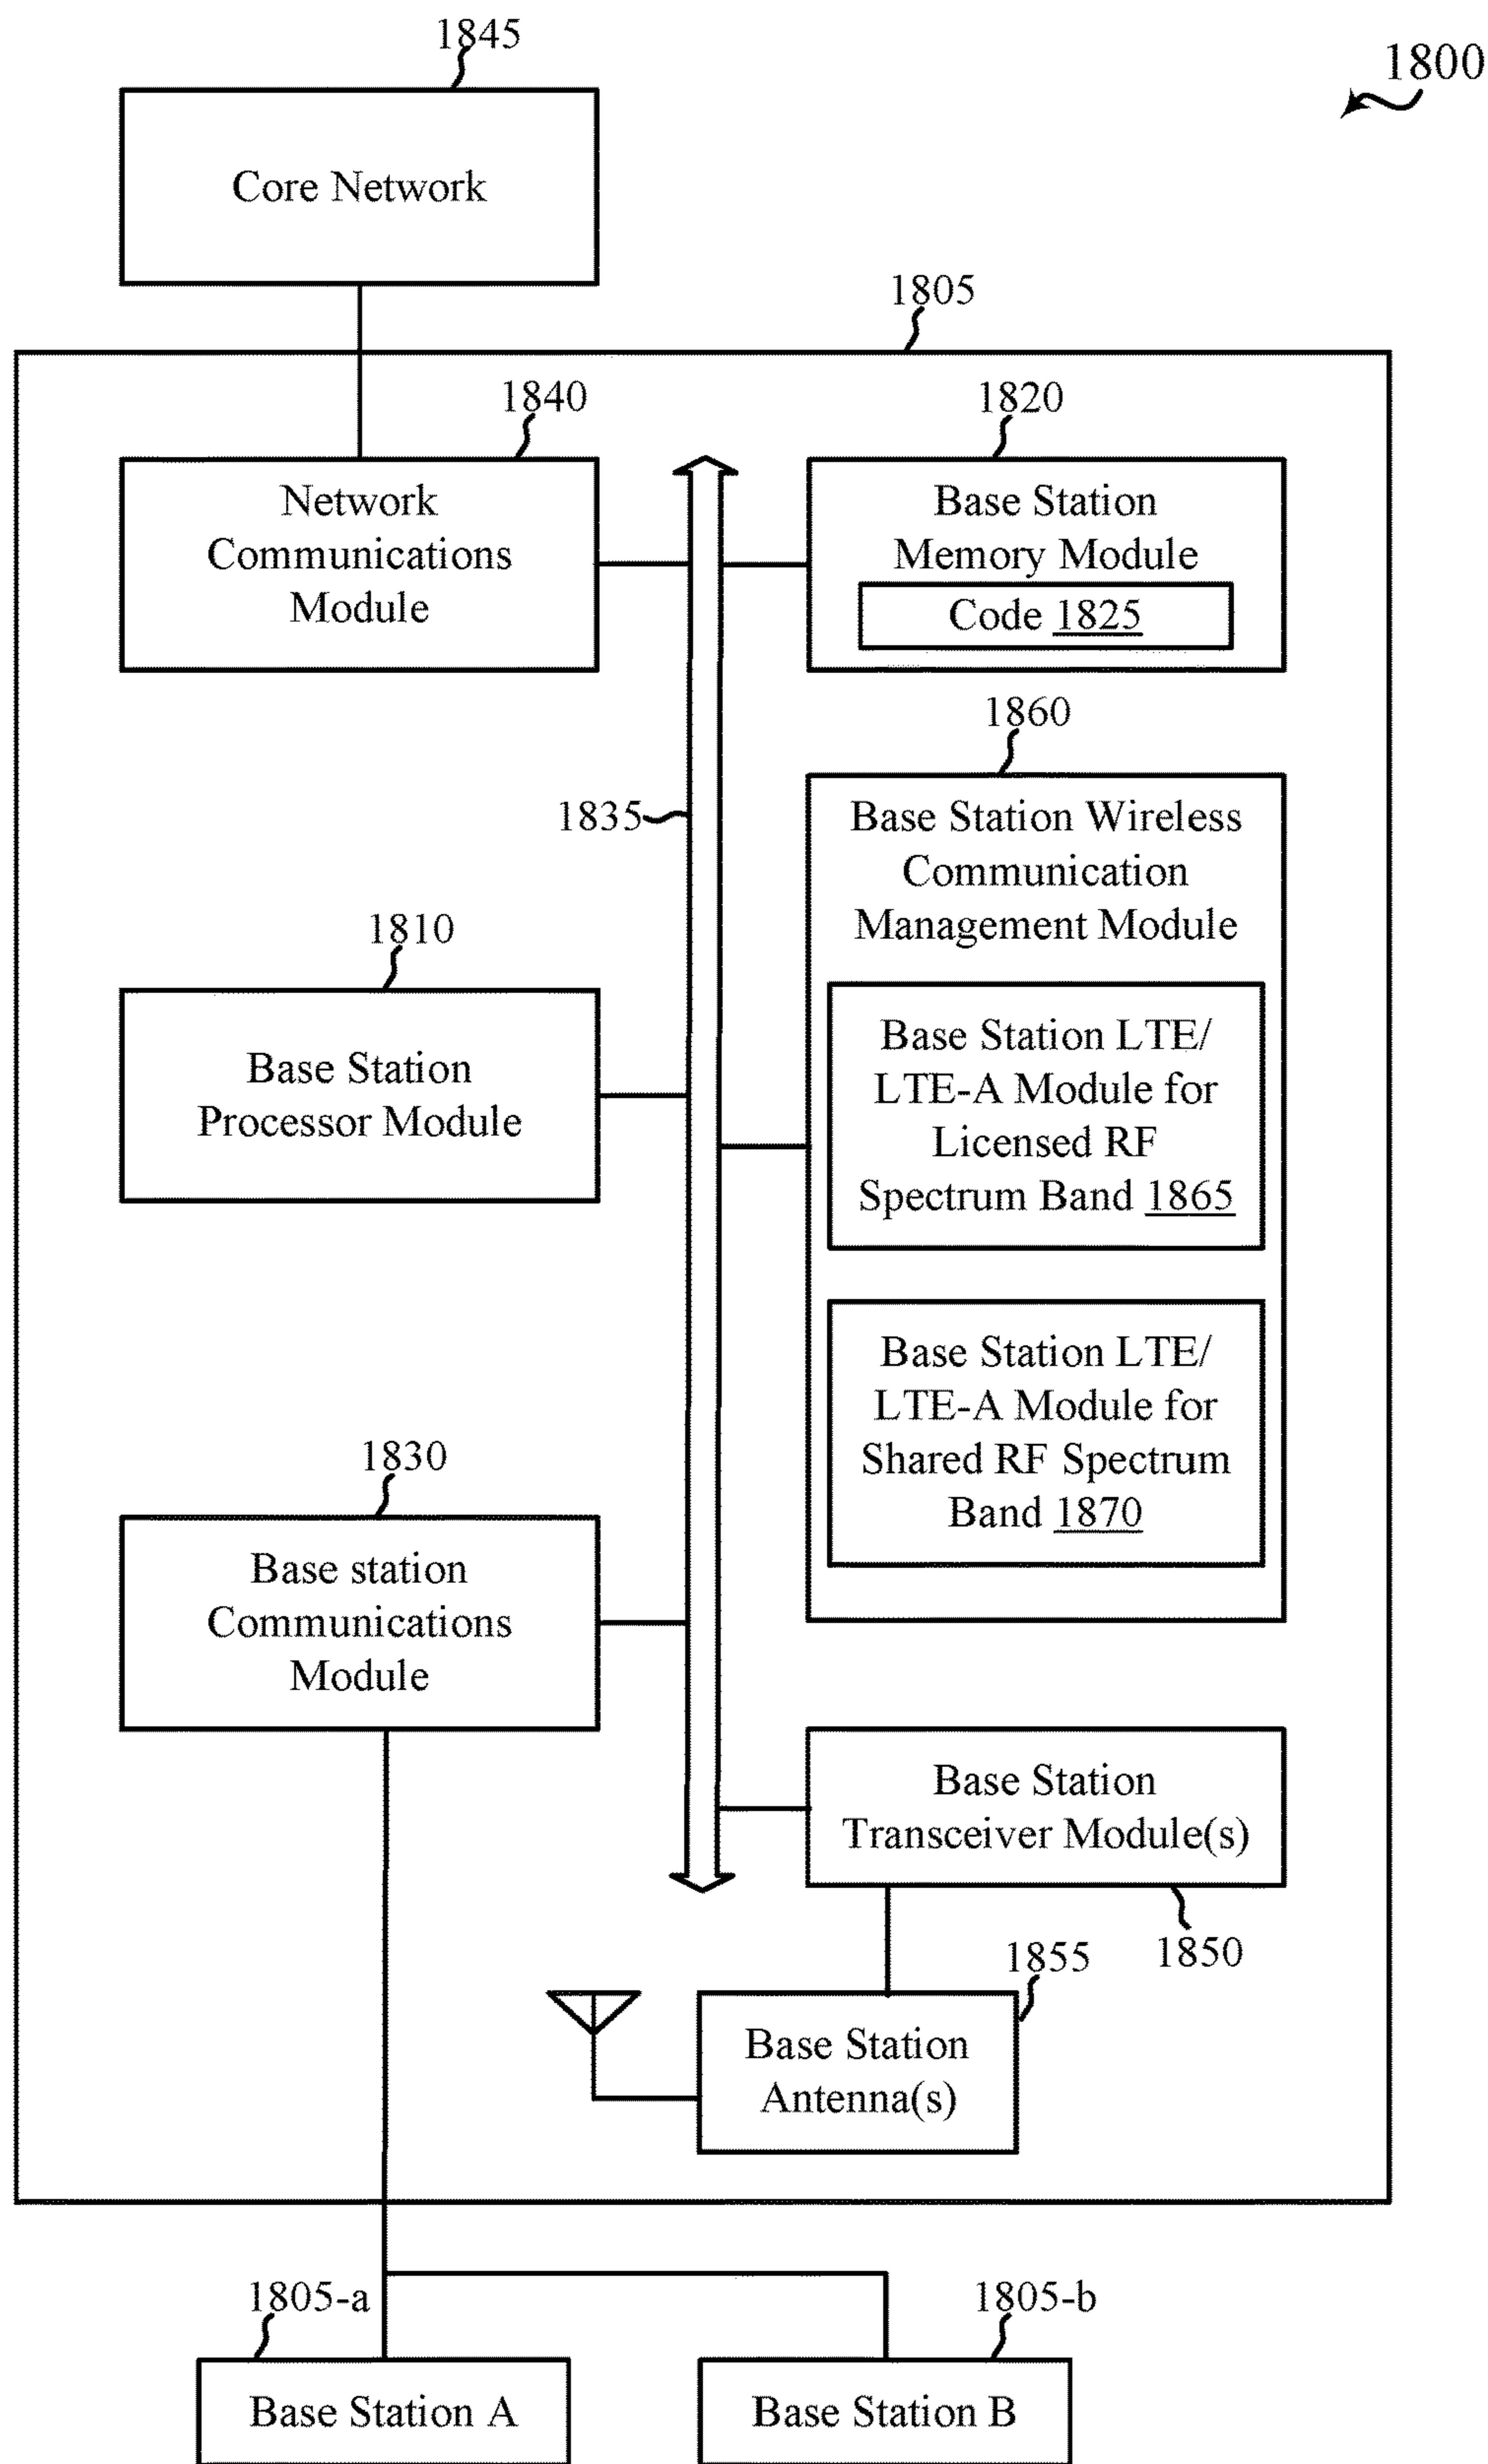 1845
1800
Core Network
1805
1840
1820
Network
Communications
Module
Base Station
Memory Module
Code 1825
1860
1835
Base Station Wireless
Communication
Management Module
1810
Base Station
Processor Module
Base Station LTE/
LTE-A Module for
Licensed RF
Spectrum Band 1865
Base Station LTE/
LTE-A Module for
Shared RF Spectrum
Band 1870
1830
Base station
Communications
Module
Base Station
Transceiver Module(s)
1850
1855
Base Station
Antenna(s)
1805-a
1805-b
Base Station A
Base Station B